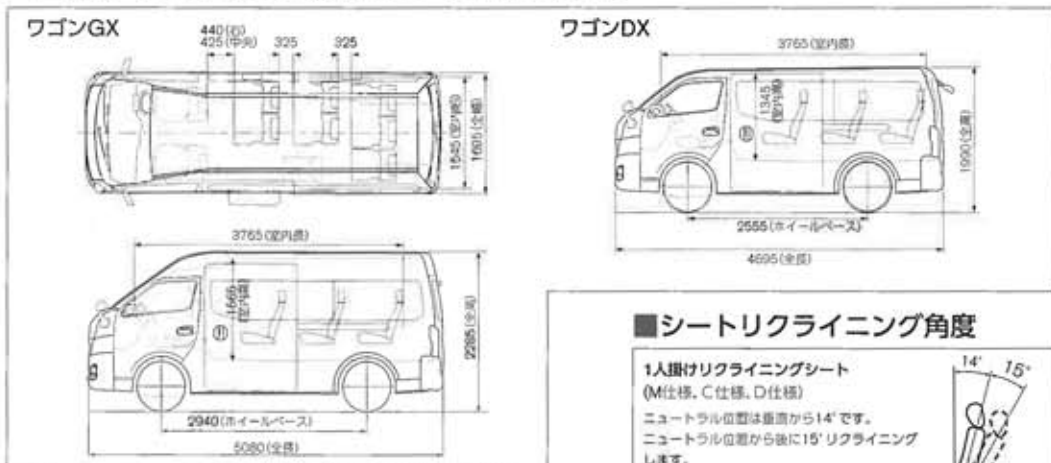 ワゴンGX
440(右)
425(中央) 325 325
1545(室内幅)
1695(全幅)
3765(室内長)
1565(室内高)
⑪
2285(全高)
2940(ホイールベース)
5080(全長)
ワゴンDX
3765(室内長)
1345(室内高)
⑪
1990(全高)
2555(ホイールベース)
4695(全長)
■シートリクライニング角度
1人掛けリクライニングシート
(M仕様、C仕様、D仕様)
ニュートラル位置は垂直から14°です。
ニュートラル位置から後に15°リクライニング
します。
14° 15°